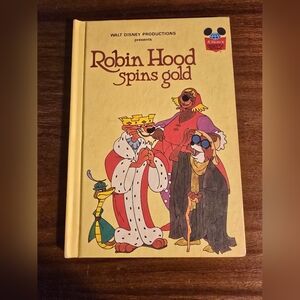 WALT DISNEY PRODUCTIONS
presents
Robin Hood
spins gold